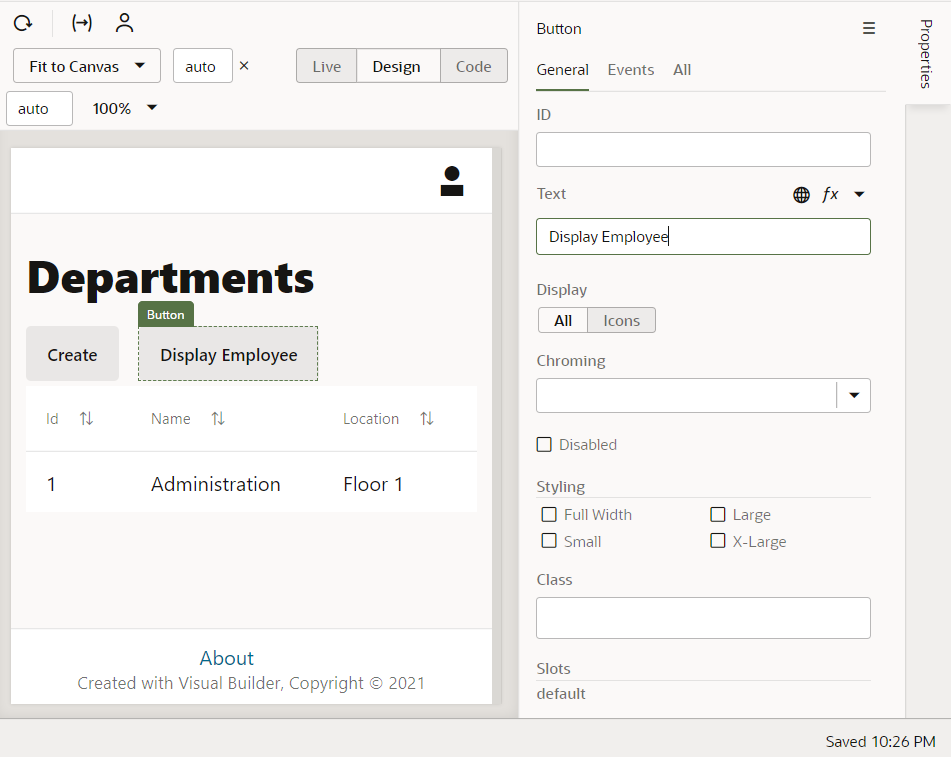 Fit to Canvas
auto
×
Live
Design
Code
auto
100%
Departments
Button
Create
Display Employee
Id
Name
Location
1
Administration
Floor 1
About
Created with Visual Builder, Copyright © 2021
Button
General
Events
All
ID
Text
fx
Display Employee
Display
All
Icons
Chroming
Disabled
Styling
Full Width
Large
Small
X-Large
Class
Slots
default
Properties
Saved 10:26 PM